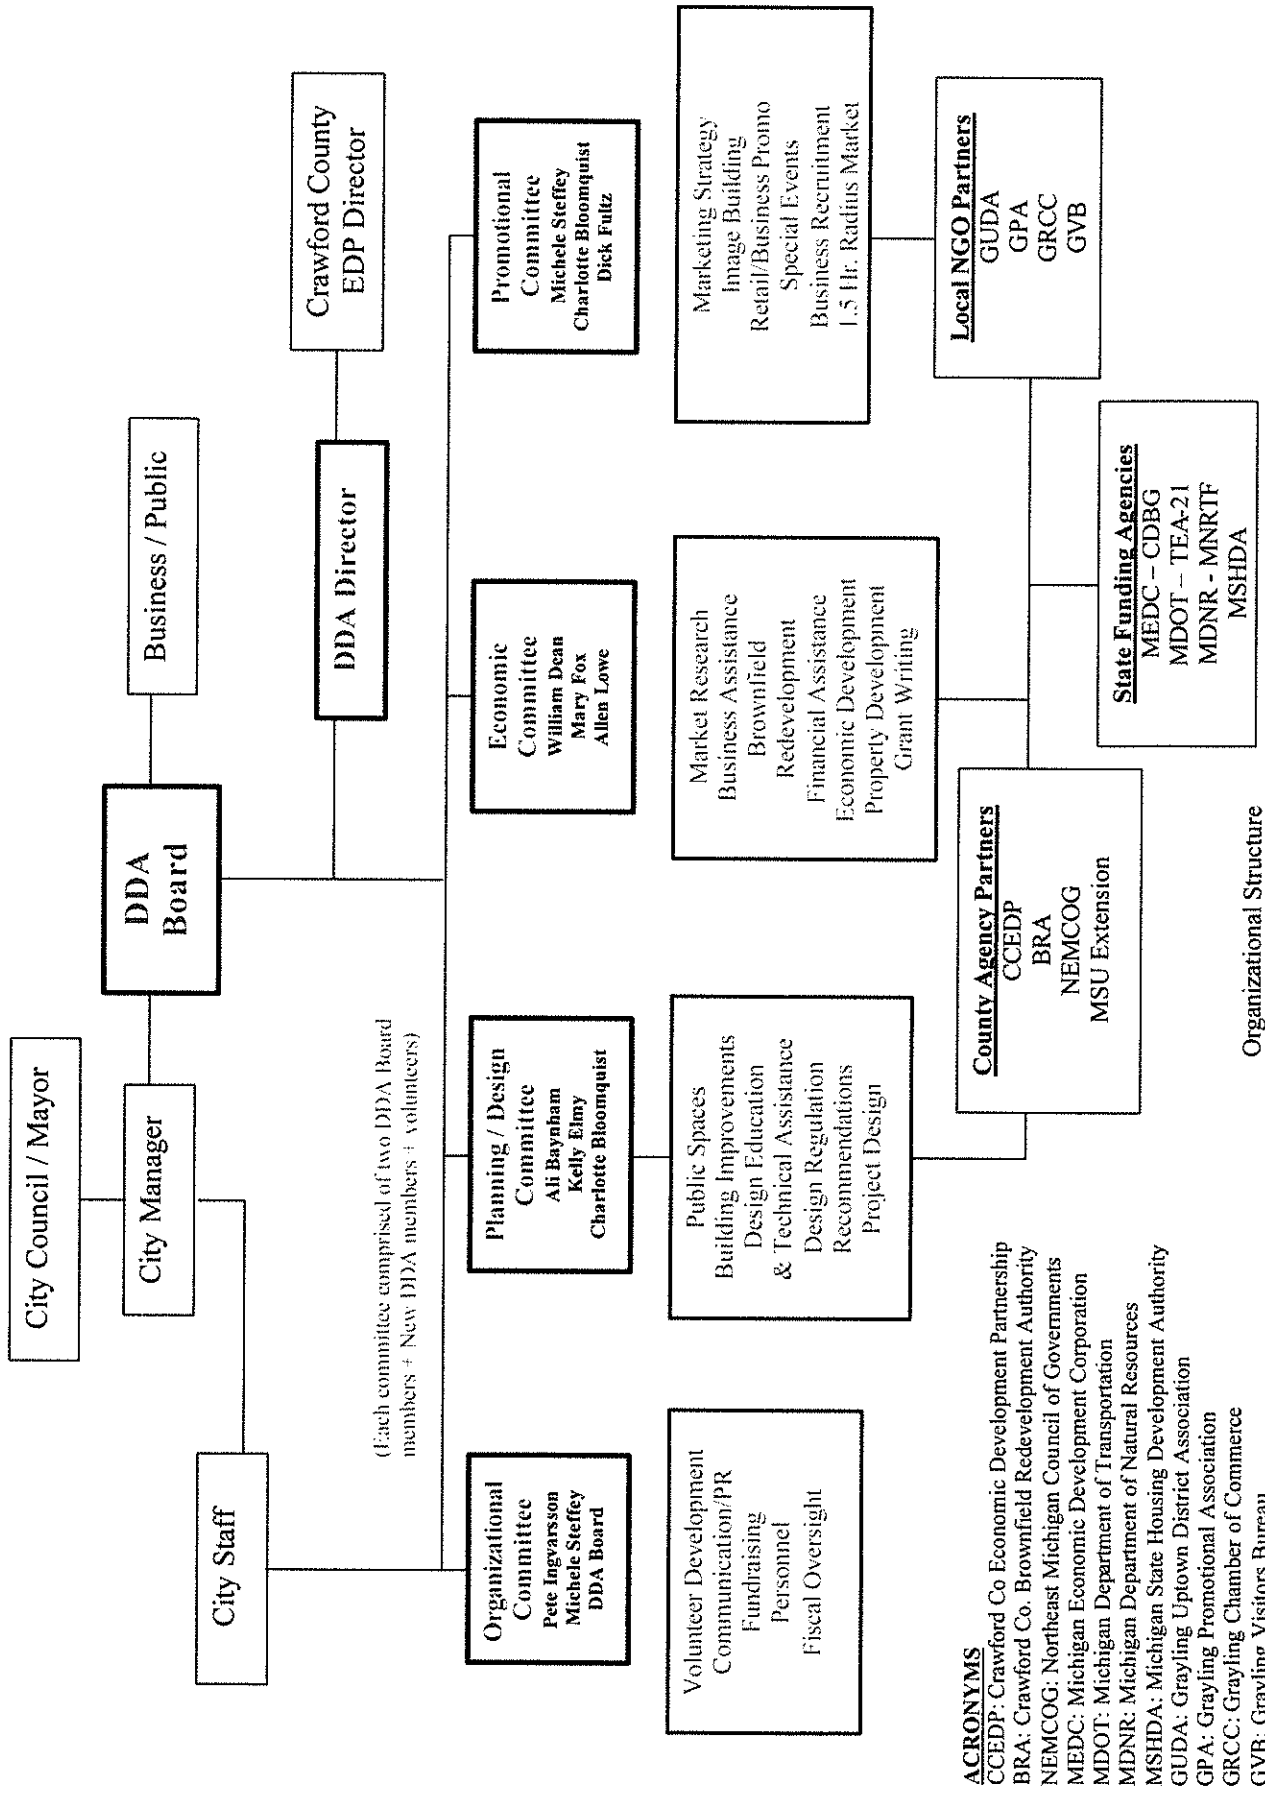 City Council / Mayor
City Manager
DDA
Board
Business / Public
City Staff
DDA Director
Crawford County
EDP Director
(Each committee comprised of two DDA Board
members + New DDA members + volunteers)
Organizational
Committee
Pete Ingvarsson
Michele Steffey
DDA Board
Planning / Design
Committee
Ali Baynham
Kelly Elmy
Charlotte Bloomquist
Economic
Committee
William Dean
Mary Fox
Allen Lowe
Promotional
Committee
Michele Steffey
Charlotte Bloomquist
Dick Fultz
Volunteer Development
Communication/PR
Fundraising
Personnel
Fiscal Oversight
Public Spaces
Building Improvements
Design Education
& Technical Assistance
Design Regulation
Recommendations
Project Design
Market Research
Business Assistance
Brownfield
Redevelopment
Financial Assistance
Economic Development
Property Development
Grant Writing
Marketing Strategy
Image Building
Retail/Business Promo
Special Events
Business Recruitment
1.5 Hr. Radius Market
County Agency Partners
CCEDP
BRA
NEMCOG
MSU Extension
Local NGO Partners
GUDA
GPA
GRCC
GVB
State Funding Agencies
MEDC – CDBG
MDOT – TEA-21
MDNR - MNRTF
MSHDA
ACRONYMS
CCEDP: Crawford Co Economic Development Partnership
BRA: Crawford Co. Brownfield Redevelopment Authority
NEMCOG: Northeast Michigan Council of Governments
MEDC: Michigan Economic Development Corporation
MDOT: Michigan Department of Transportation
MDNR: Michigan Department of Natural Resources
MSHDA: Michigan State Housing Development Authority
GUDA: Grayling Uptown District Association
GPA: Grayling Promotional Association
GRCC: Grayling Chamber of Commerce
GVB: Grayling Visitors Bureau
Organizational Structure